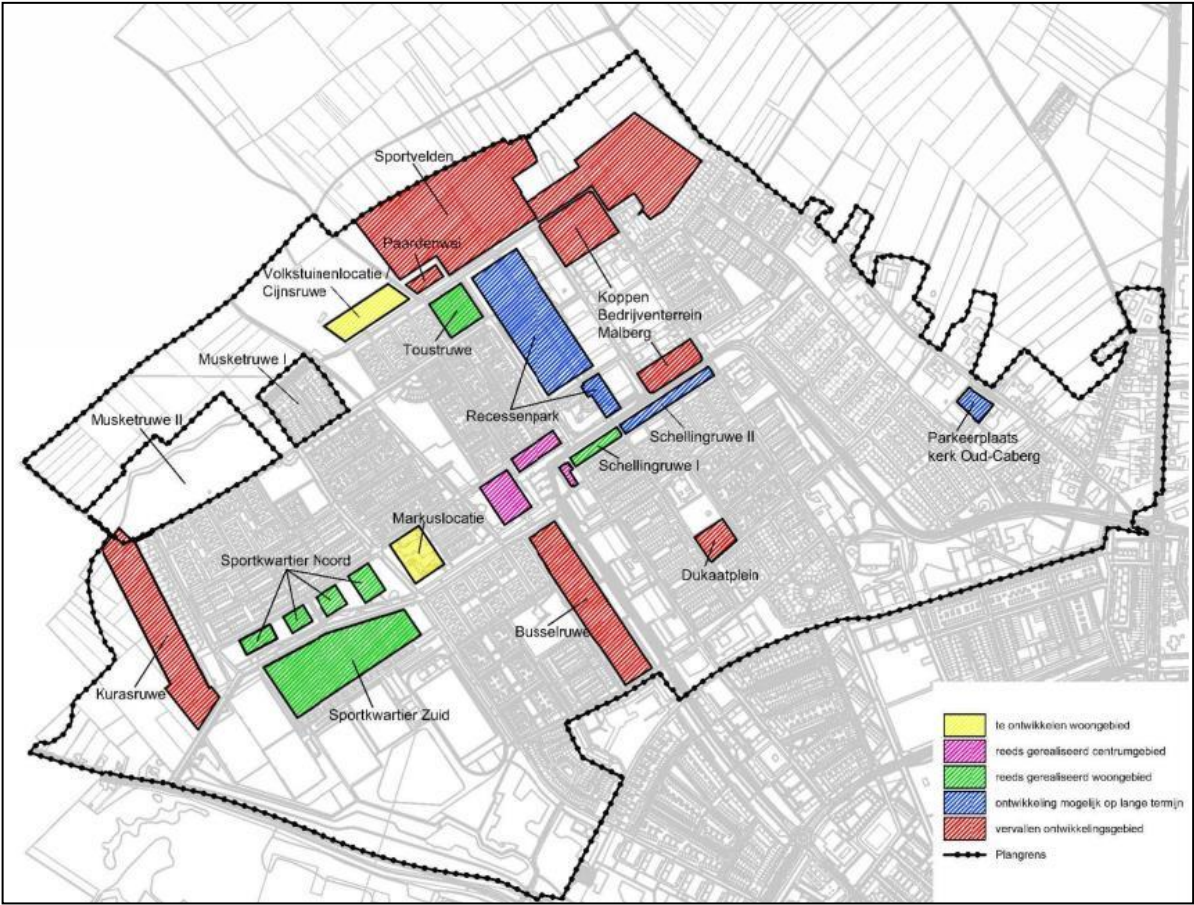 Sportvelden
Paardenwei
Volkstuinenlocatie /
Cijnsruwe
Koppen
Bedrijventerrein
Malberg
Toustruwe
Musketruwe I
Musketruwe II
Recessenpark
Schellingruwe II
Schellingruwe I
Parkeerplaats
kerk Oud-Caberg
Markuslocatie
Sportkwartier Noord
Dukaatplein
Busselruwe
Kurasruwe
Sportkwartier Zuid
te ontwikkelen woongebied
reeds gerealiseerd centrumgebied
reeds gerealiseerd woongebied
ontwikkeling mogelijk op lange termijn
vervallen ontwikkelingsgebied
Plangrens